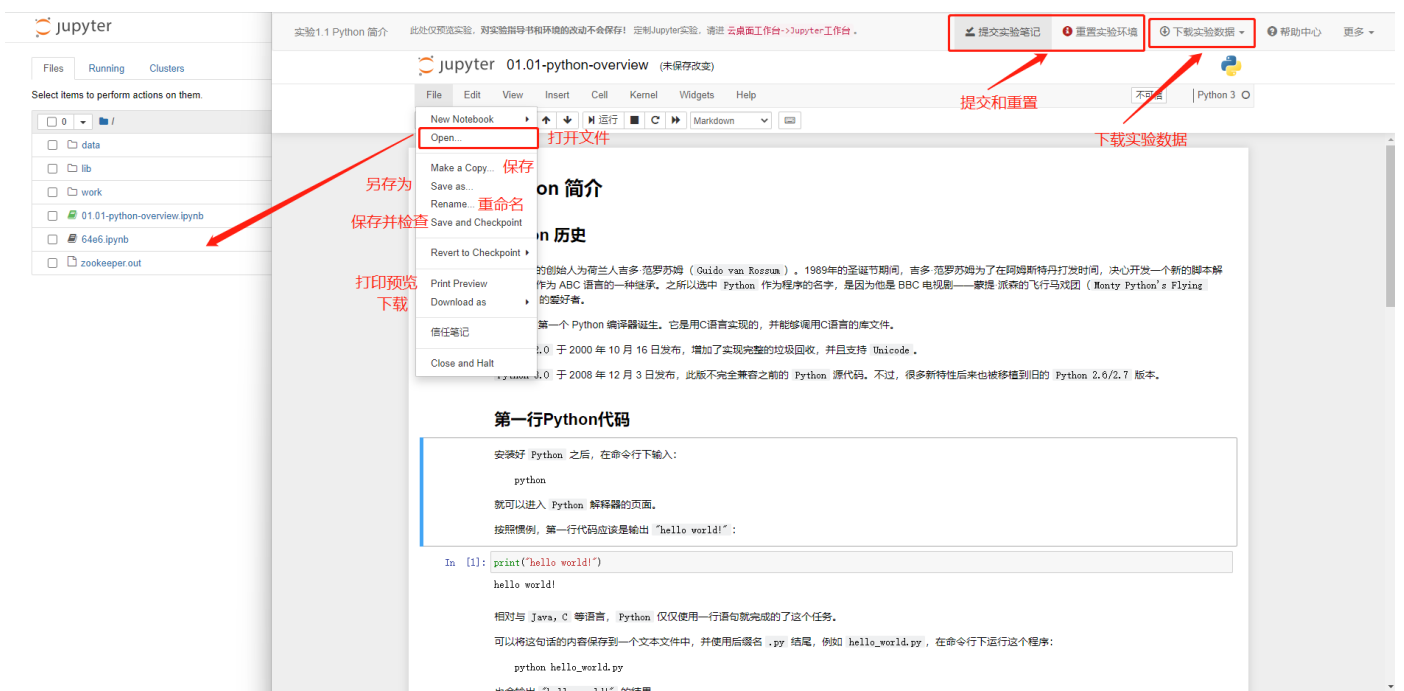 jupyter
Files Running Clusters
Select items to perform actions on them.
0 /
data
lib
work
01.01-python-overview.ipynb
64e6.ipynb
zookeeper.out
实验1.1 Python 简介
此处仅预览实验，对实验指导书和环境的改动不会保存！ 定制Jupyter实验，请进 云桌面工作台->Jupyter工作台 。
提交实验笔记
重置实验环境
下载实验数据
帮助中心
更多
提交和重置
下载实验数据
jupyter 01.01-python-overview (未保存改变)
File Edit View Insert Cell Kernel Widgets Help
不可信
Python 3
运行
Markdown
New Notebook
Open...
打开文件
Make a Copy...
保存
另存为
Save as...
Rename...
重命名
保存并检查
Save and Checkpoint
Revert to Checkpoint
打印预览
Print Preview
下载
Download as
信任笔记
Close and Halt
on 简介
n 历史
的创始人为荷兰人吉多·范罗苏姆（ Guido van Rossum ）。1989年的圣诞节期间，吉多·范罗苏姆为了在阿姆斯特丹打发时间，决心开发一个新的脚本解
作为 ABC 语言的一种继承。之所以选中 Python 作为程序的名字，是因为他是 BBC 电视剧——蒙提·派森的飞行马戏团（ Monty Python's Flying
的爱好者。
第一个 Python 编译器诞生。它是用C语言实现的，并能够调用C语言的库文件。
2.0 于 2000 年 10 月 16 日发布，增加了实现完整的垃圾回收，并且支持 Unicode 。
Python 3.0 于 2008 年 12 月 3 日发布，此版不完全兼容之前的 Python 源代码。不过，很多新特性后来也被移植到旧的 Python 2.6/2.7 版本。
第一行Python代码
安装好 Python 之后，在命令行下输入：
python
就可以进入 Python 解释器的页面。
按照惯例，第一行代码应该是输出 "hello world!" ：
In [1]: print("hello world!")
hello world!
相对与 Java，C 等语言， Python 仅仅使用一行语句就完成的了这个任务。
可以将这句话的内容保存到一个文本文件中，并使用后缀名 .py 结尾，例如 hello_world.py ，在命令行下运行这个程序：
python hello_world.py
也会输出 "hello world!" 的结果